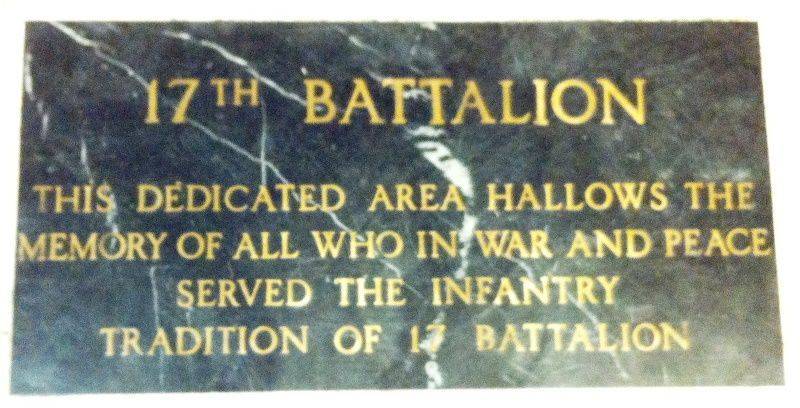 17TH BATTALION
THIS DEDICATED AREA HALLOWS THE
MEMORY OF ALL WHO IN WAR AND PEACE
SERVED THE INFANTRY
TRADITION OF 17 BATTALION